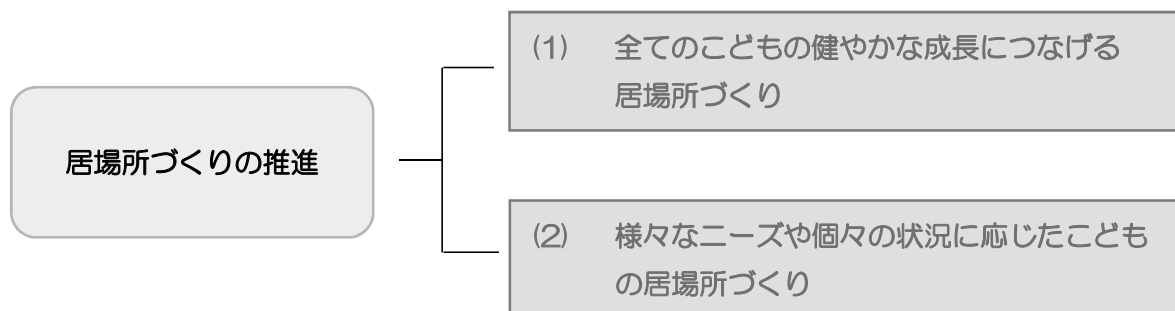 居場所づくりの推進
(1) 全てのこどもの健やかな成長につなげる
居場所づくり
(2) 様々なニーズや個々の状況に応じたこども
の居場所づくり